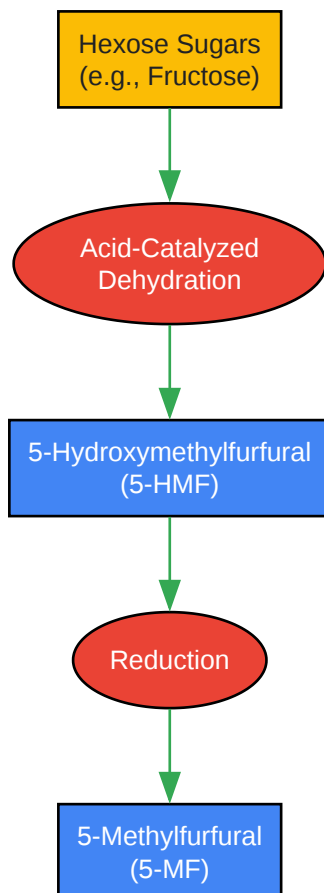 Hexose Sugars
(e.g., Fructose)
Acid-Catalyzed
Dehydration
5-Hydroxymethylfurfural
(5-HMF)
Reduction
5-Methylfurfural
(5-MF)